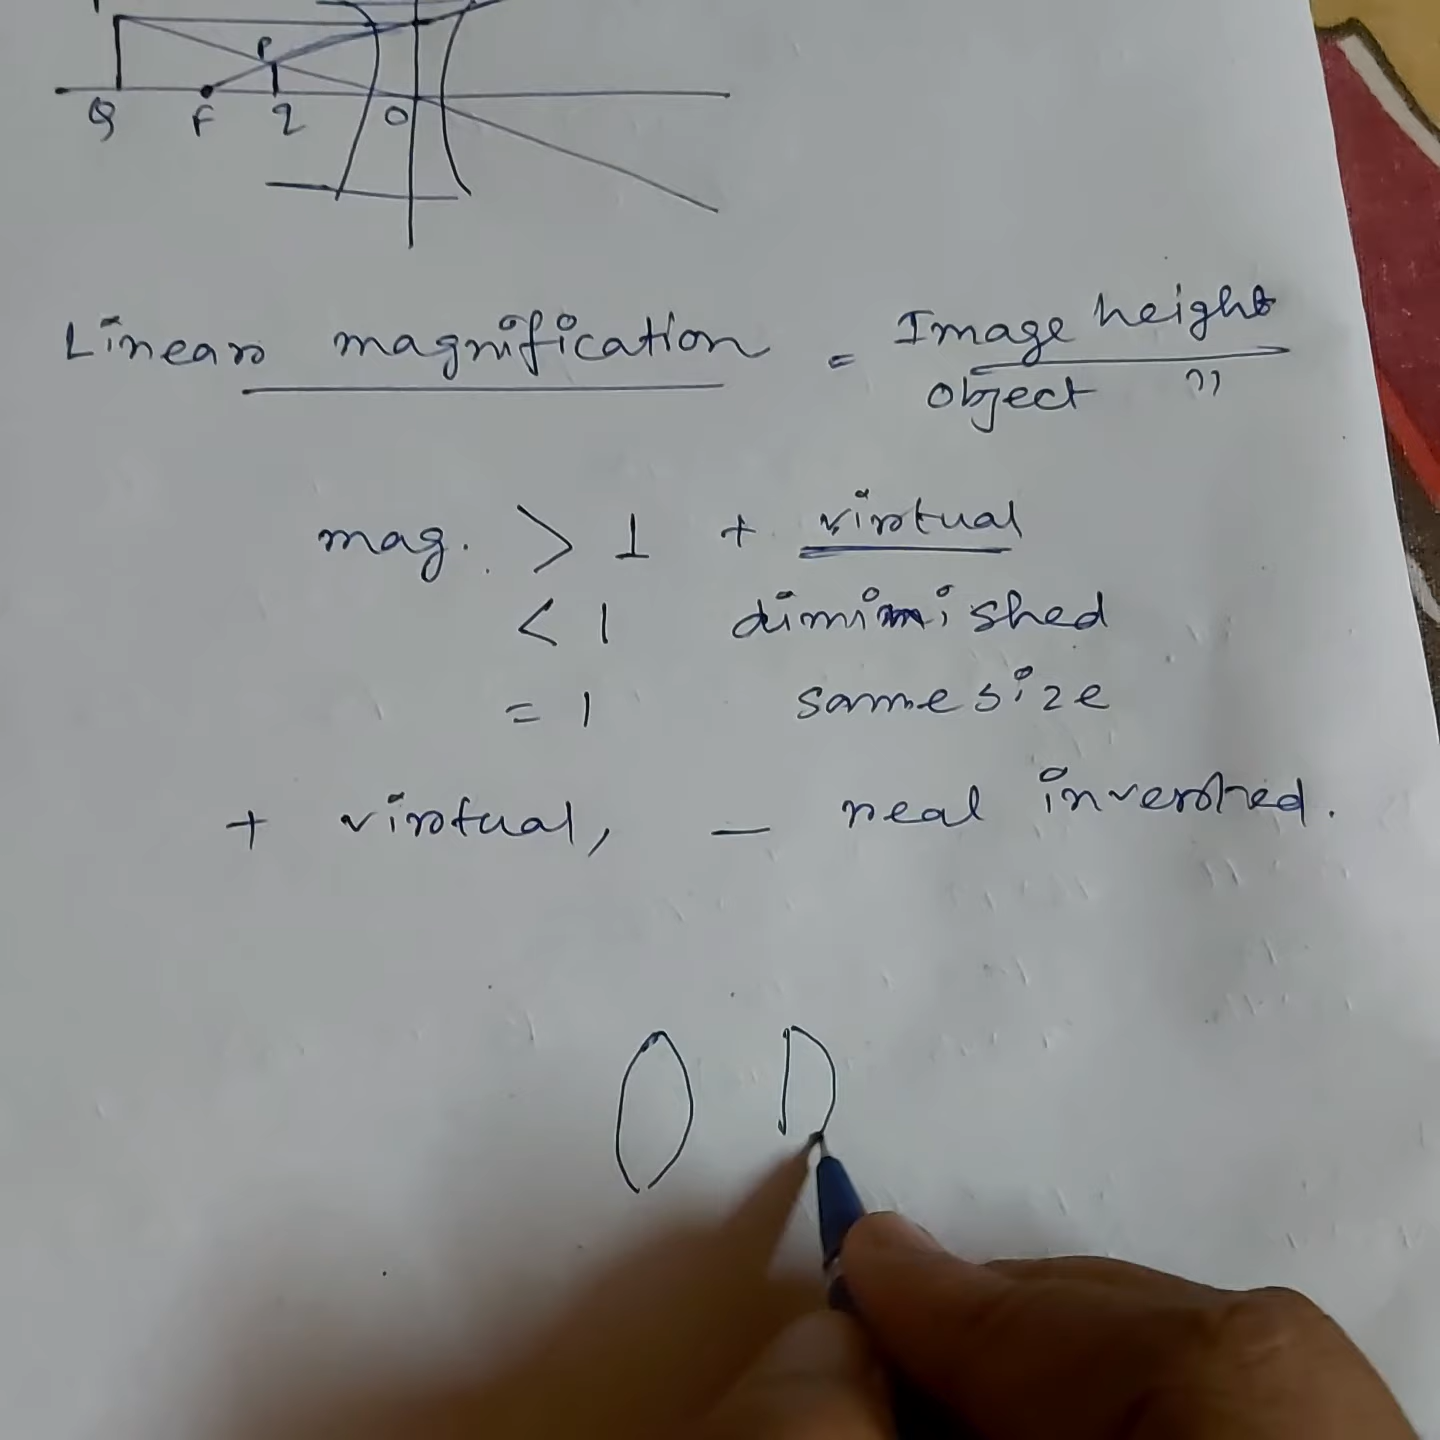 P
Q F q O
Linear magnification = Image height
object "
mag. > 1 + virtual
< 1 diminished
= 1 same size
+ virtual, - real inverted.